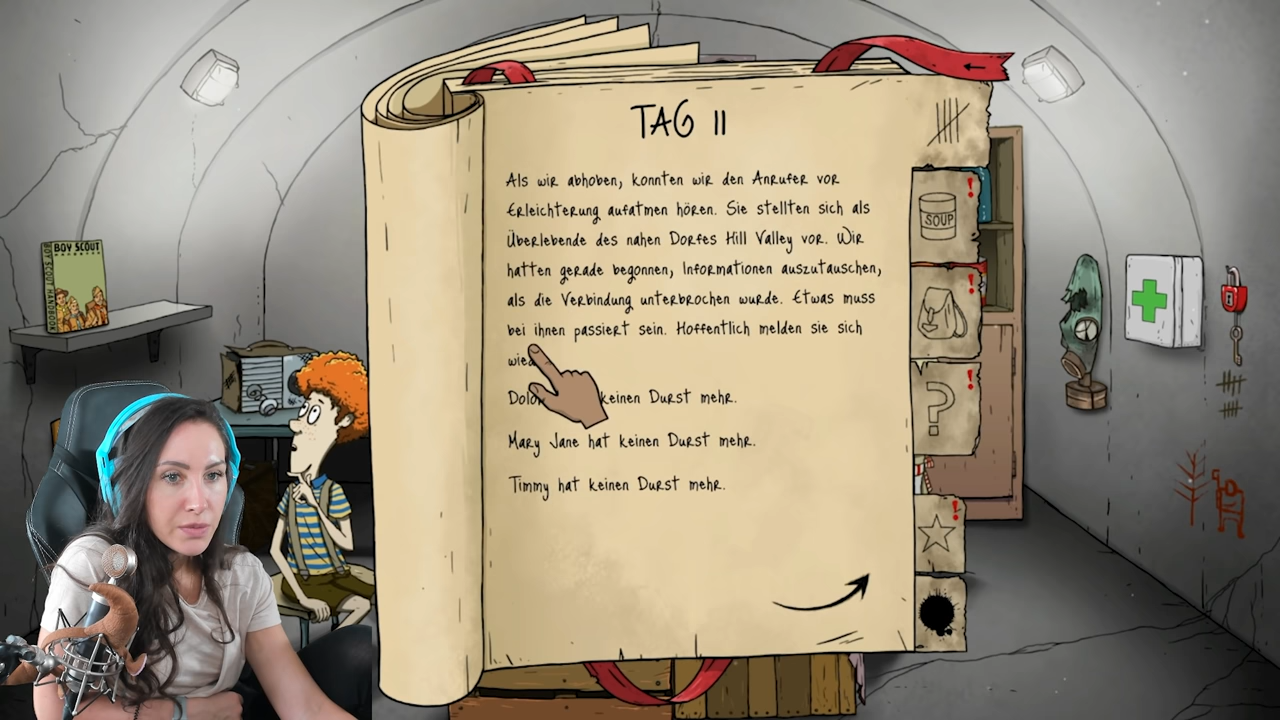 TAG 11
Als wir abhoben, konnten wir den Anrufer vor
Erleichterung aufatmen hören. Sie stellten sich als
Überlebende des nahen Dorfes Hill Valley vor. Wir
hatten gerade begonnen, Informationen auszutauschen,
als die Verbindung unterbrochen wurde. Etwas muss
bei ihnen passiert sein. Hoffentlich melden sie sich
keinen Durst mehr.
Mary Jane hat keinen Durst mehr.
Timmy hat keinen Durst mehr.
SOUP
?
BOY SCOUT
HANDBOOK
BOY SCOUT HANDBOOK